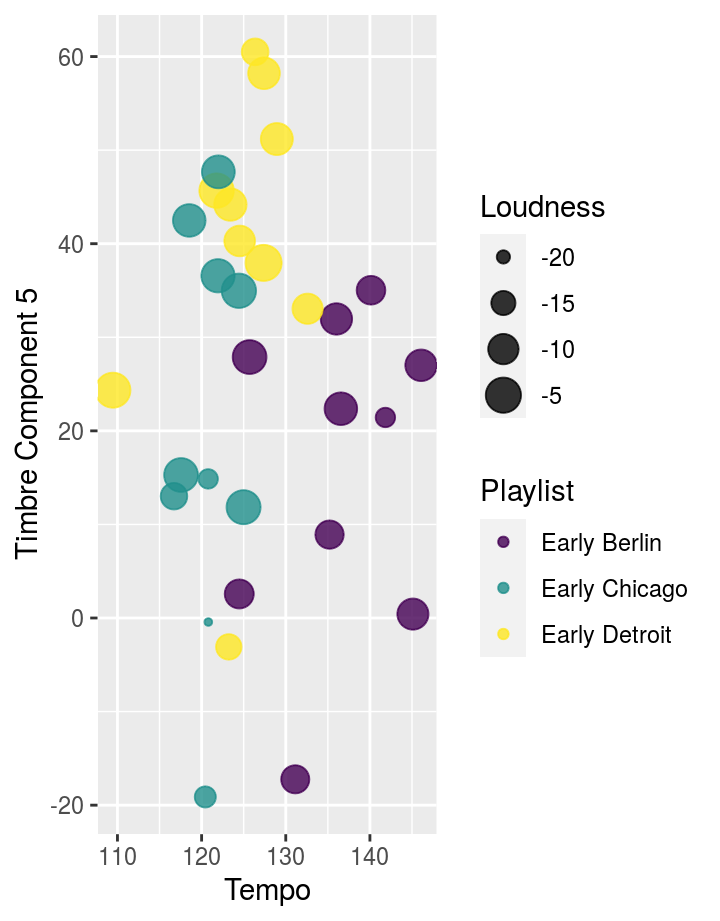 60
40
20
0
-20
110 120 130 140
Tempo
Timbre Component 5
Loudness
-20
-15
-10
-5
Playlist
Early Berlin
Early Chicago
Early Detroit